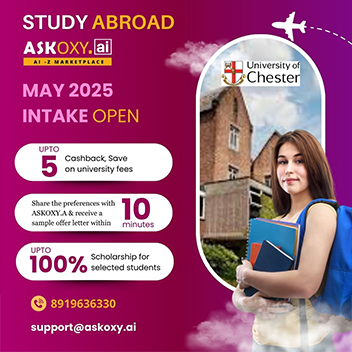 STUDY ABROAD
ASKOXY.ai
AI -Z MARKETPLACE
University of
Chester
MAY 2025
INTAKE OPEN
UPTO
5
Cashback, Save
on university fees
Share the preferences with
ASKOXY.A & receive a
sample offer letter within
10
minutes
UPTO
100%
Scholarship for
selected students
8919636330
support@askoxy.ai